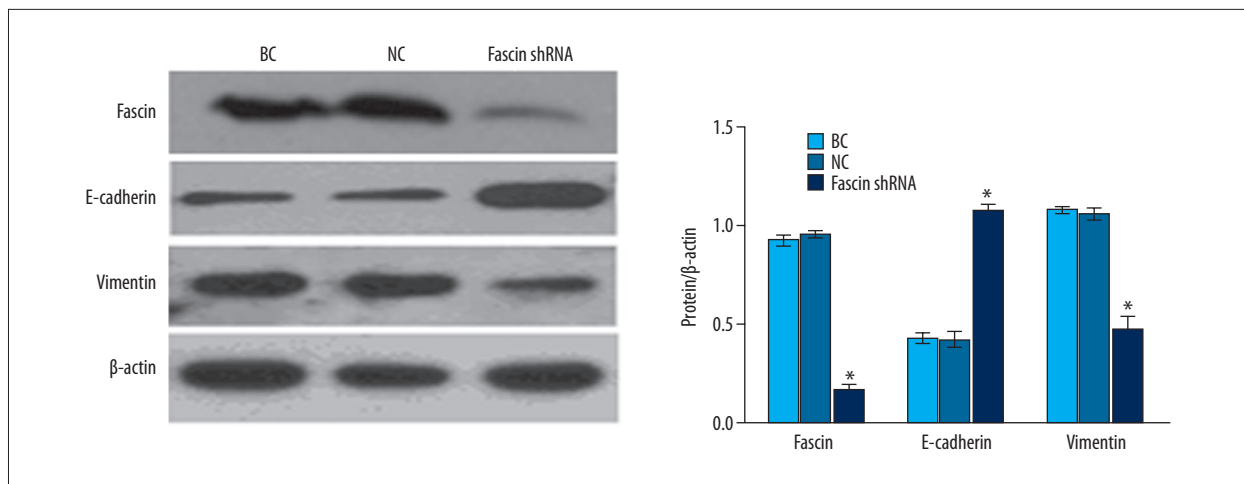 BC NC Fascin shRNA
Fascin
E-cadherin
Vimentin
β-actin
Protein/β-actin
1.5
1.0
0.5
0.0
BC
NC
Fascin shRNA
*
*
*
Fascin E-cadherin Vimentin